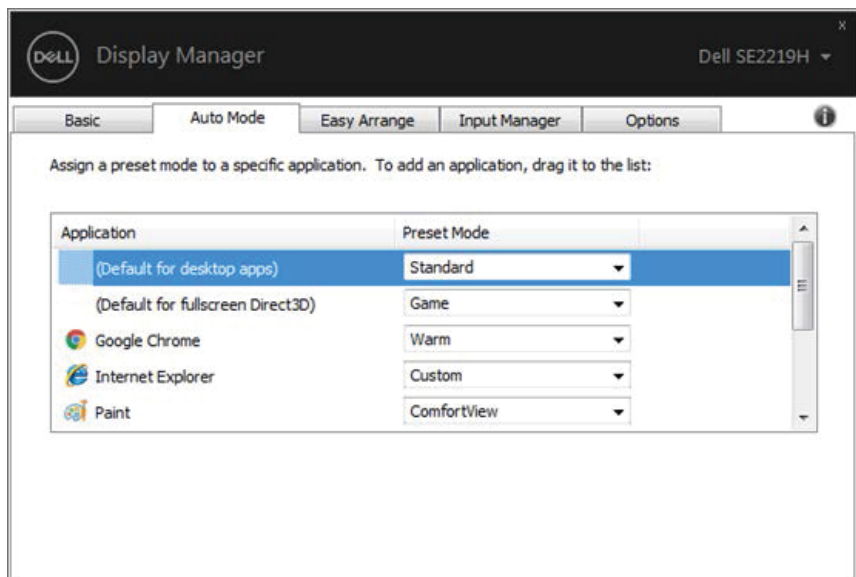 x
DELL Display Manager Dell SE2219H
Basic Auto Mode Easy Arrange Input Manager Options i
Assign a preset mode to a specific application. To add an application, drag it to the list:
Application Preset Mode
(Default for desktop apps) Standard
(Default for fullscreen Direct3D) Game
Google Chrome Warm
Internet Explorer Custom
Paint ComfortView